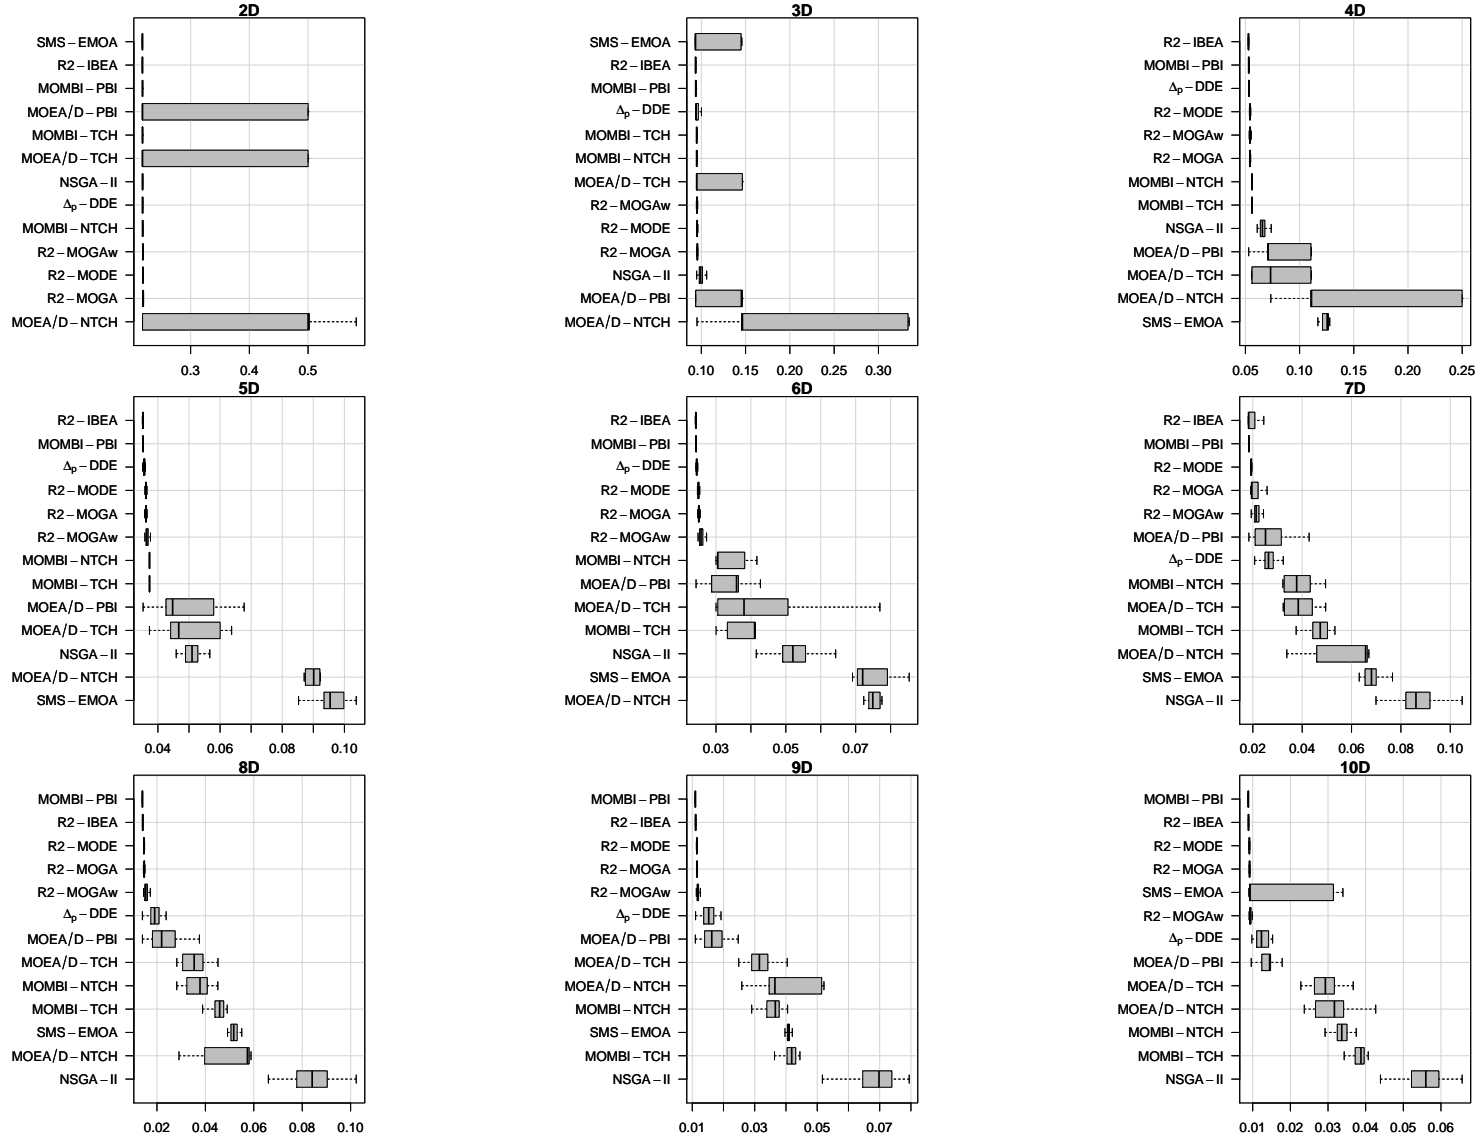 2D
SMS−EMOA
R2−IBEA
MOMBI−PBI
MOEA/D−PBI
MOMBI−TCH
MOEA/D−TCH
NSGA−II
Δp−DDE
MOMBI−NTCH
R2−MOGAw
R2−MODE
R2−MOGA
MOEA/D−NTCH
0.3 0.4 0.5
3D
SMS−EMOA
R2−IBEA
MOMBI−PBI
Δp−DDE
MOMBI−TCH
MOMBI−NTCH
MOEA/D−TCH
R2−MOGAw
R2−MODE
R2−MOGA
NSGA−II
MOEA/D−PBI
MOEA/D−NTCH
0.10 0.15 0.20 0.25 0.30
4D
R2−IBEA
MOMBI−PBI
Δp−DDE
R2−MODE
R2−MOGAw
R2−MOGA
MOMBI−NTCH
MOMBI−TCH
NSGA−II
MOEA/D−PBI
MOEA/D−TCH
MOEA/D−NTCH
SMS−EMOA
0.05 0.10 0.15 0.20 0.25
5D
R2−IBEA
MOMBI−PBI
Δp−DDE
R2−MODE
R2−MOGA
R2−MOGAw
MOMBI−NTCH
MOMBI−TCH
MOEA/D−PBI
MOEA/D−TCH
NSGA−II
MOEA/D−NTCH
SMS−EMOA
0.04 0.06 0.08 0.10
6D
R2−IBEA
MOMBI−PBI
Δp−DDE
R2−MODE
R2−MOGA
R2−MOGAw
MOMBI−NTCH
MOEA/D−PBI
MOEA/D−TCH
MOMBI−TCH
NSGA−II
SMS−EMOA
MOEA/D−NTCH
0.03 0.05 0.07
7D
R2−IBEA
MOMBI−PBI
R2−MODE
R2−MOGA
R2−MOGAw
MOEA/D−PBI
Δp−DDE
MOMBI−NTCH
MOEA/D−TCH
MOMBI−TCH
MOEA/D−NTCH
SMS−EMOA
NSGA−II
0.02 0.04 0.06 0.08 0.10
8D
MOMBI−PBI
R2−IBEA
R2−MODE
R2−MOGA
R2−MOGAw
Δp−DDE
MOEA/D−PBI
MOEA/D−TCH
MOMBI−NTCH
MOMBI−TCH
SMS−EMOA
MOEA/D−NTCH
NSGA−II
0.02 0.04 0.06 0.08 0.10
9D
MOMBI−PBI
R2−IBEA
R2−MODE
R2−MOGA
R2−MOGAw
Δp−DDE
MOEA/D−PBI
MOEA/D−TCH
MOEA/D−NTCH
MOMBI−NTCH
SMS−EMOA
MOMBI−TCH
NSGA−II
0.01 0.03 0.05 0.07
10D
MOMBI−PBI
R2−IBEA
R2−MODE
R2−MOGA
SMS−EMOA
R2−MOGAw
Δp−DDE
MOEA/D−PBI
MOEA/D−TCH
MOEA/D−NTCH
MOMBI−NTCH
MOMBI−TCH
NSGA−II
0.01 0.02 0.03 0.04 0.05 0.06